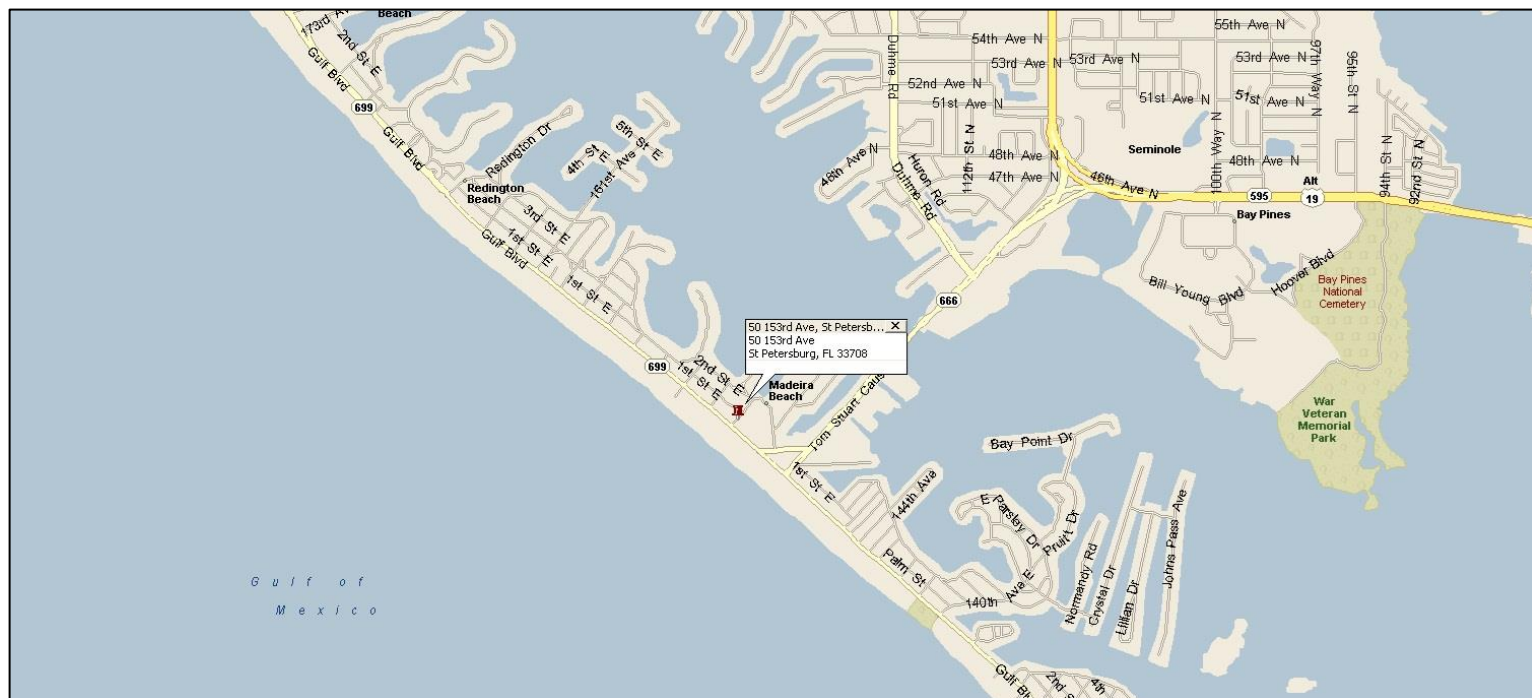 Beach
173rd A
2nd St E
Gulf Blvd
699
Gulf Blvd
Redington Dr
5th St E
4th St E
161st Ave
Redington
Beach
3rd St E
1st St E
Gulf Blvd
1st St E
699
2nd St E
1st St E
50 153rd Ave, St Petersb...
50 153rd Ave
St Petersburg, FL 33708
Madeira
Beach
Tom Stuart Caus
666
Duhme Rd
54th Ave N
53rd Ave N
53rd Ave N
52nd Ave N
51st Ave N
112th St N
48th Ave N
47th Ave N
46th Ave N
Huron Rd
Duhme Rd
46th Ave N
55th Ave N
53rd Ave N
97th Way N
95th St N
51st Ave N
51st Ave N
Seminole
100th Way N
48th Ave N
94th St N
92nd St N
595
Alt
19
Bay Pines
Bill Young Blvd
Hoover Blvd
Bay Pines
National
Cemetery
War
Veteran
Memorial
Park
Bay Point Dr
1st St E
144th Ave
E Parsley Dr
Pruitt Dr
Palm St
140th Ave E
Normandy Rd
Crystal Dr
Lillian Dr
Johns Pass Ave
Gulf of
Mexico
Gulf Bl
2nd St
4th